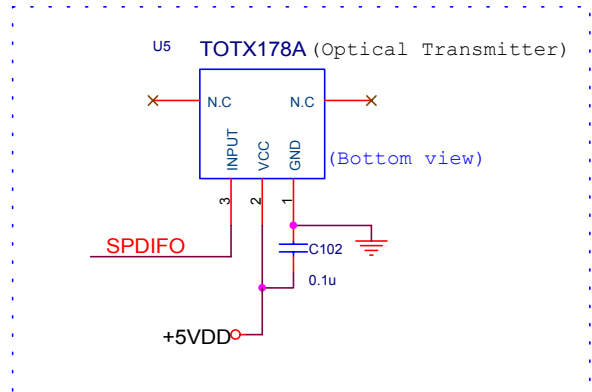 U5 TOTX178A (Optical Transmitter)
N.C N.C
INPUT VCC GND
(Bottom view)
3 2 1
SPDIFO
C102
0.1u
+5VDD